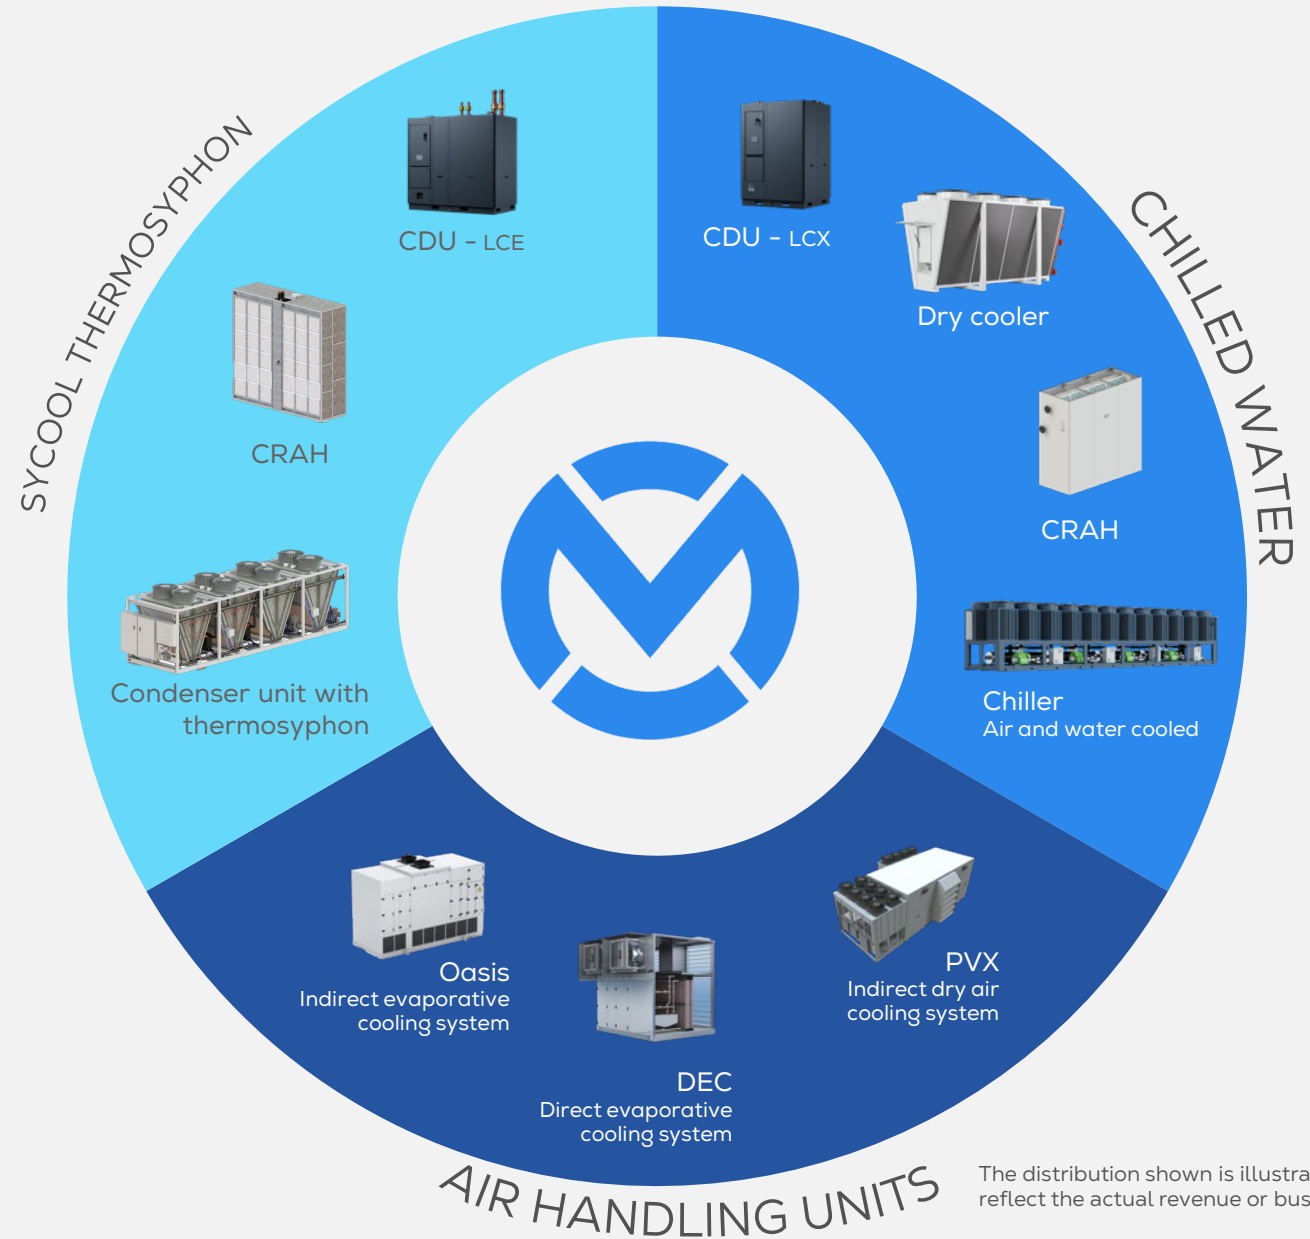 SYCOOL THERMOSYPHON
CDU - LCE
CRAH
Condenser unit with
thermosyphon
CHILLED WATER
CDU - LCX
Dry cooler
CRAH
Chiller
Air and water cooled
Oasis
Indirect evaporative
cooling system
DEC
Direct evaporative
cooling system
PVX
Indirect dry air
cooling system
AIR HANDLING UNITS
The distribution shown is
reflect the actual revenue or